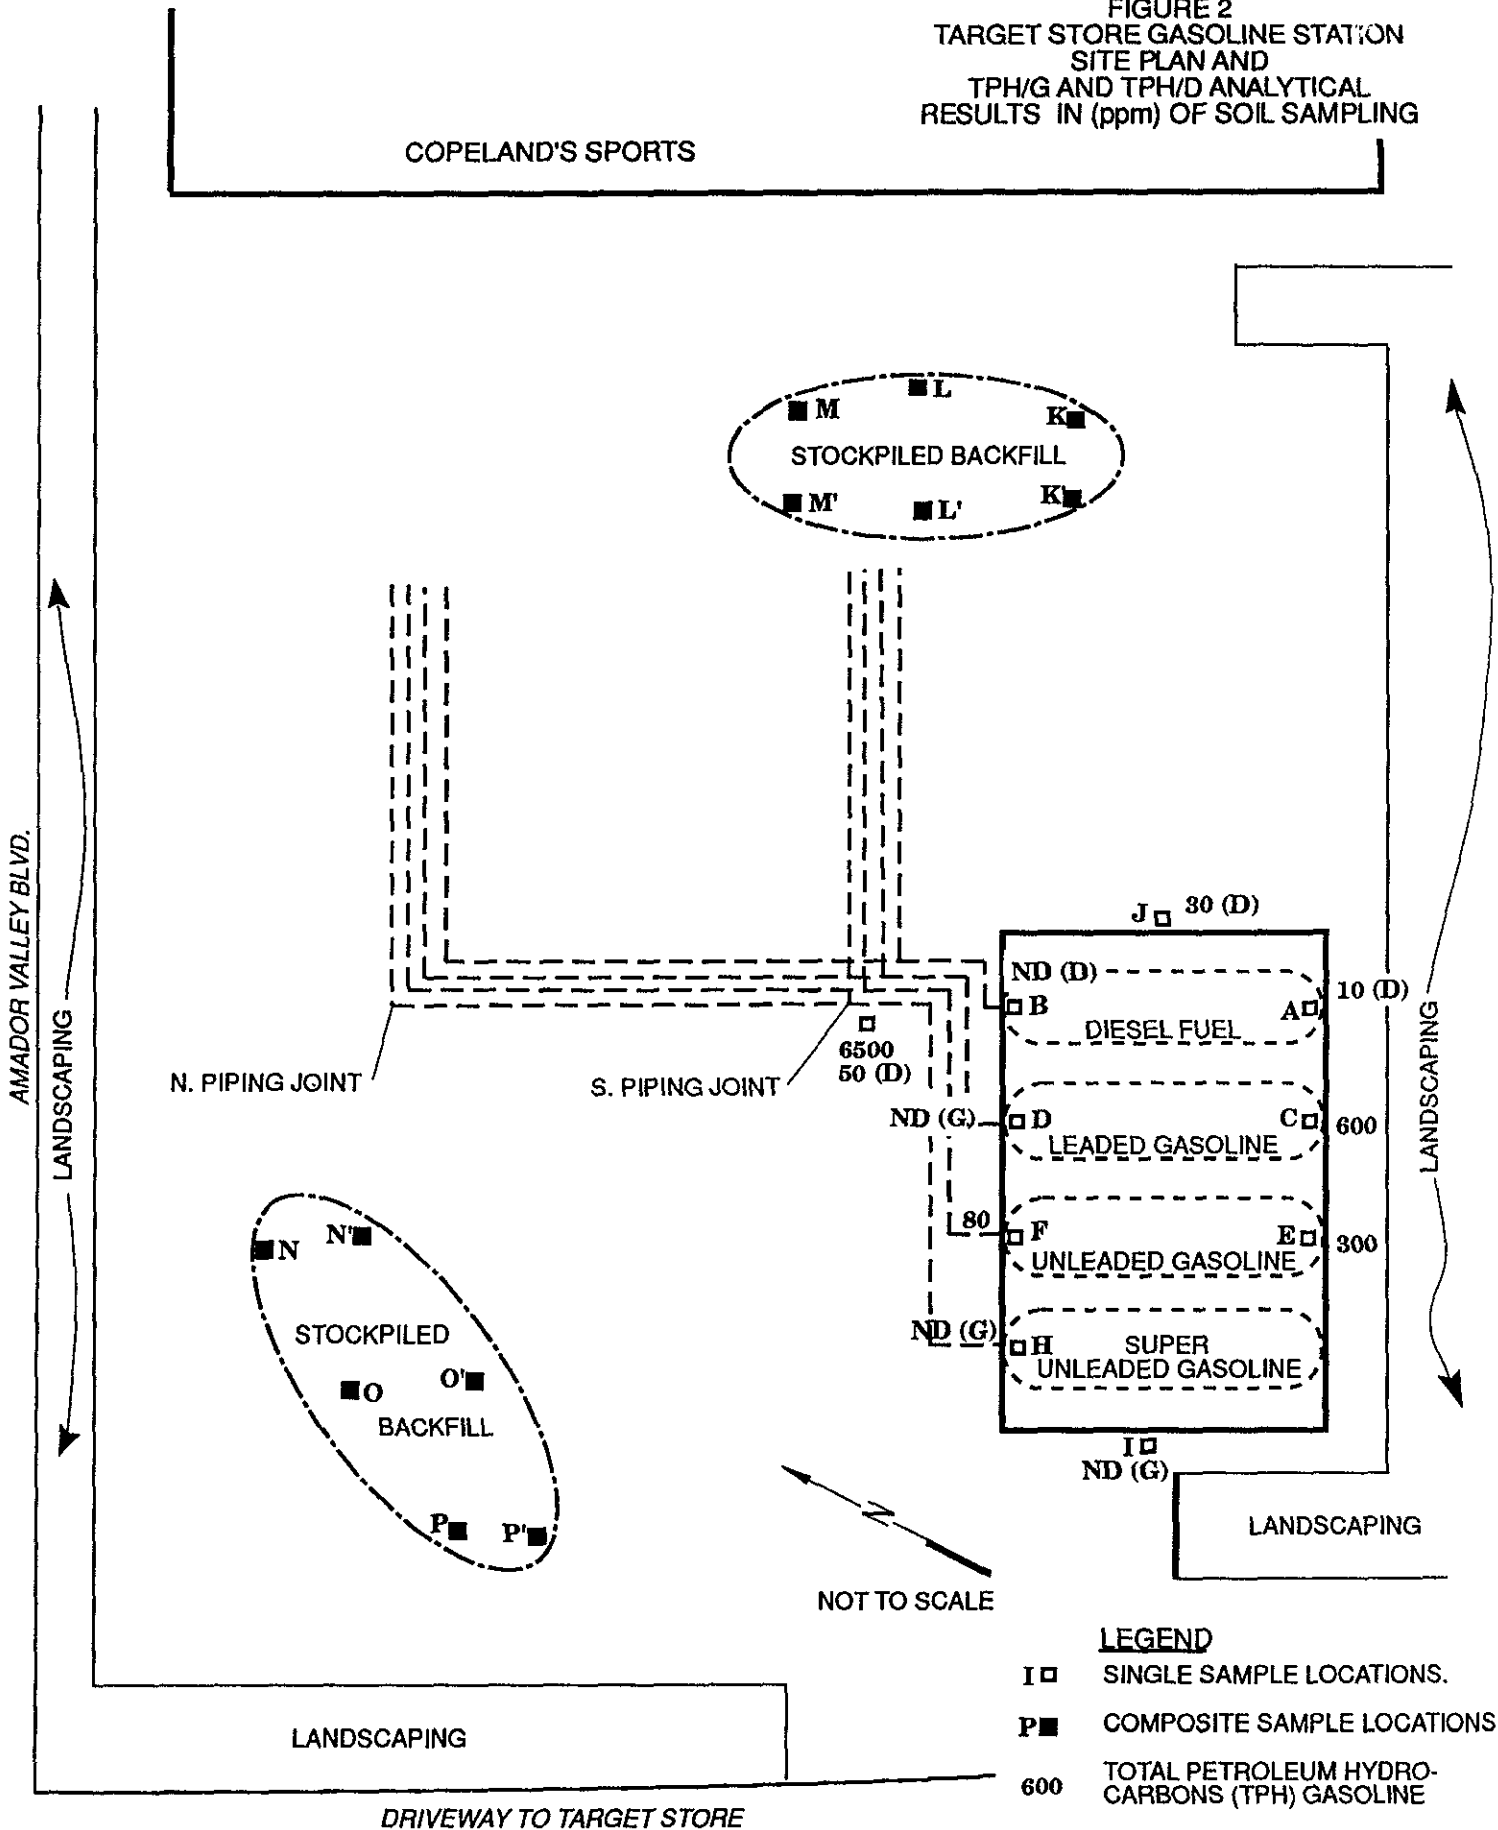 FIGURE 2
TARGET STORE GASOLINE STATION
SITE PLAN AND
TPH/G AND TPH/D ANALYTICAL
RESULTS IN (ppm) OF SOIL SAMPLING
COPELAND'S SPORTS
L
M
K
STOCKPILED BACKFILL
M'
L'
K'
AMADOR VALLEY BLVD.
LANDSCAPING
J 30 (D)
ND (D)
B
A
10 (D)
DIESEL FUEL
6500
50 (D)
N. PIPING JOINT
S. PIPING JOINT
ND (G)
D
C
600
LEADED GASOLINE
LANDSCAPING
80
F
E
300
UNLEADED GASOLINE
N
N'
ND (G)
H
SUPER
UNLEADED GASOLINE
STOCKPILED
O
O'
BACKFILL
I
ND (G)
P
P'
LANDSCAPING
N
NOT TO SCALE
LEGEND
I SINGLE SAMPLE LOCATIONS.
P COMPOSITE SAMPLE LOCATIONS
600 TOTAL PETROLEUM HYDRO-
CARBONS (TPH) GASOLINE
LANDSCAPING
DRIVEWAY TO TARGET STORE